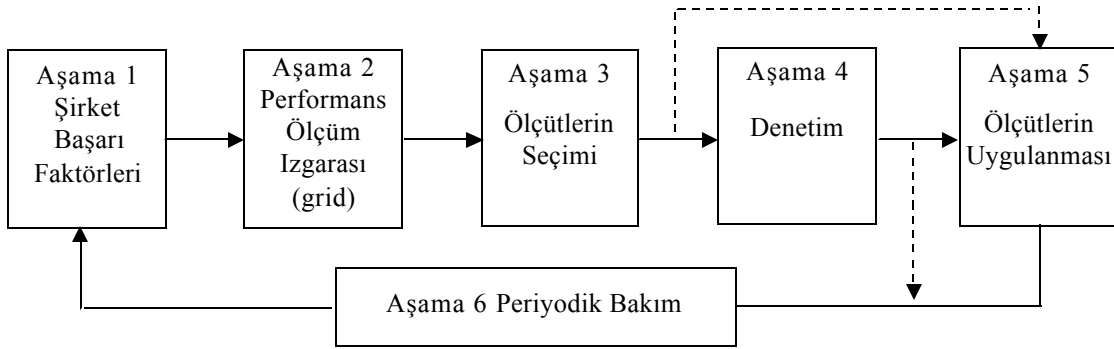 Aşama 1
Şirket
Başarı
Faktörleri
Aşama 2
Performans
Ölçüm
Izgarası
(grid)
Aşama 3
Ölçütlerin
Seçimi
Aşama 4
Denetim
Aşama 5
Ölçütlerin
Uygulanması
Aşama 6 Periyodik Bakım